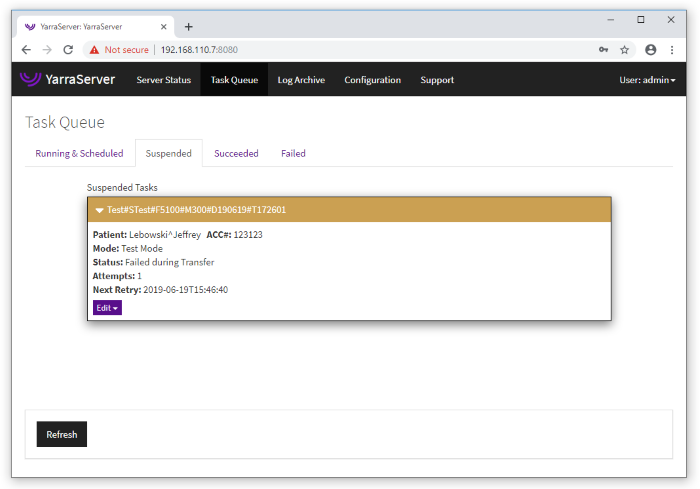 YarraServer: YarraServer
Not secure | 192.168.110.7:8080
YarraServer Server Status Task Queue Log Archive Configuration Support User: admin
Task Queue
Running & Scheduled Suspended Succeeded Failed
Suspended Tasks
Test#STest#F5100#M300#D190619#T172601
Patient: Lebowski^Jeffrey ACC#: 123123
Mode: Test Mode
Status: Failed during Transfer
Attempts: 1
Next Retry: 2019-06-19T15:46:40
Edit
Refresh